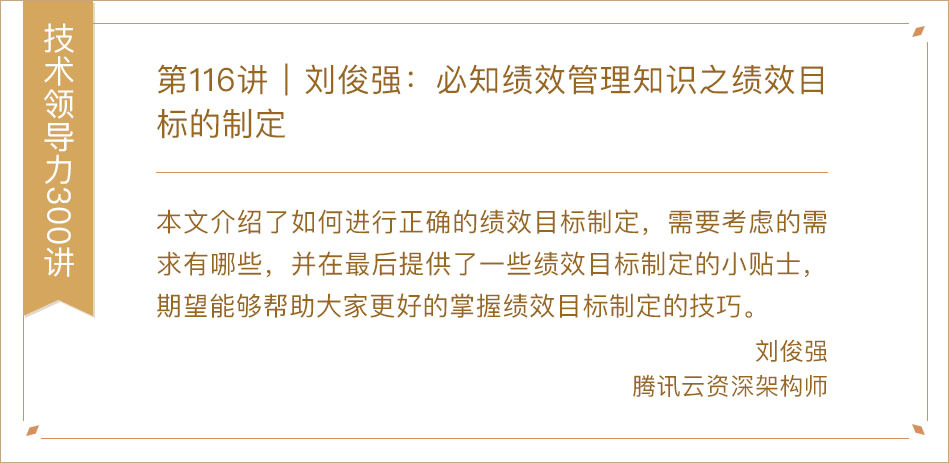 技术领导力300讲
第116讲｜刘俊强：必知绩效管理知识之绩效目
标的制定
本文介绍了如何进行正确的绩效目标制定，需要考虑的需
求有哪些，并在最后提供了一些绩效目标制定的小贴士，
期望能够帮助大家更好的掌握绩效目标制定的技巧。
刘俊强
腾讯云资深架构师